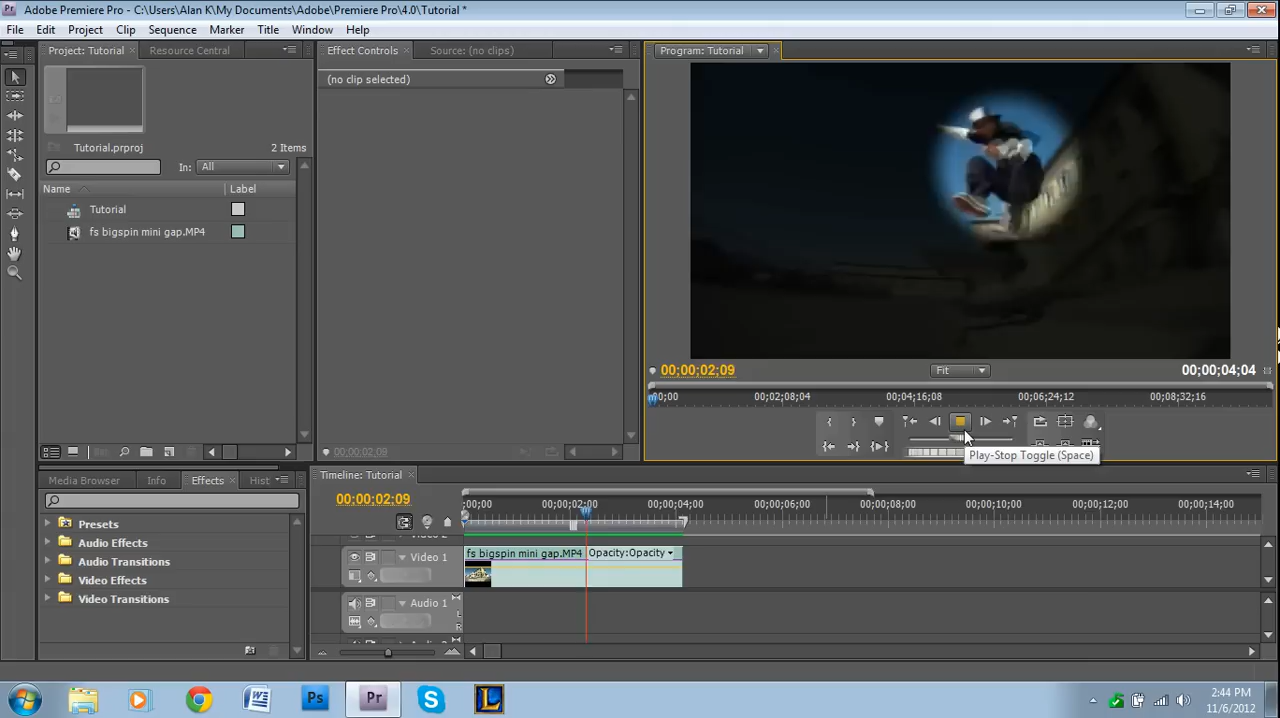 Adobe Premiere Pro - C:\Users\Alan K\My Documents\Adobe\Premiere Pro\4.0\Tutorial *
File Edit Project Clip Sequence Marker Title Window Help
Project: Tutorial Resource Central
Effect Controls Source: (no clips)
Program: Tutorial
(no clip selected)
Tutorial.prproj 2 Items
In: All
Name Label
Tutorial
fs bigspin mini gap.MP4
00;00;02;09 Fit 00;00;04;04
00;00 00;02;08;04 00;04;16;08 00;06;24;12 00;08;32;16
Play-Stop Toggle (Space)
00;00;02;09
Media Browser Info Effects Hist
Timeline: Tutorial
00;00;02;09
;00;00 00;00;02;00 00;00;04;00 00;00;06;00 00;00;08;00 00;00;10;00 00;00;12;00 00;00;14;00
Presets
Audio Effects
Audio Transitions
Video Effects
Video Transitions
Video 2
Video 1
fs bigspin mini gap.MP4 Opacity:Opacity
Audio 1
L
R
Audio 2
Ps Pr S L
2:44 PM
11/6/2012